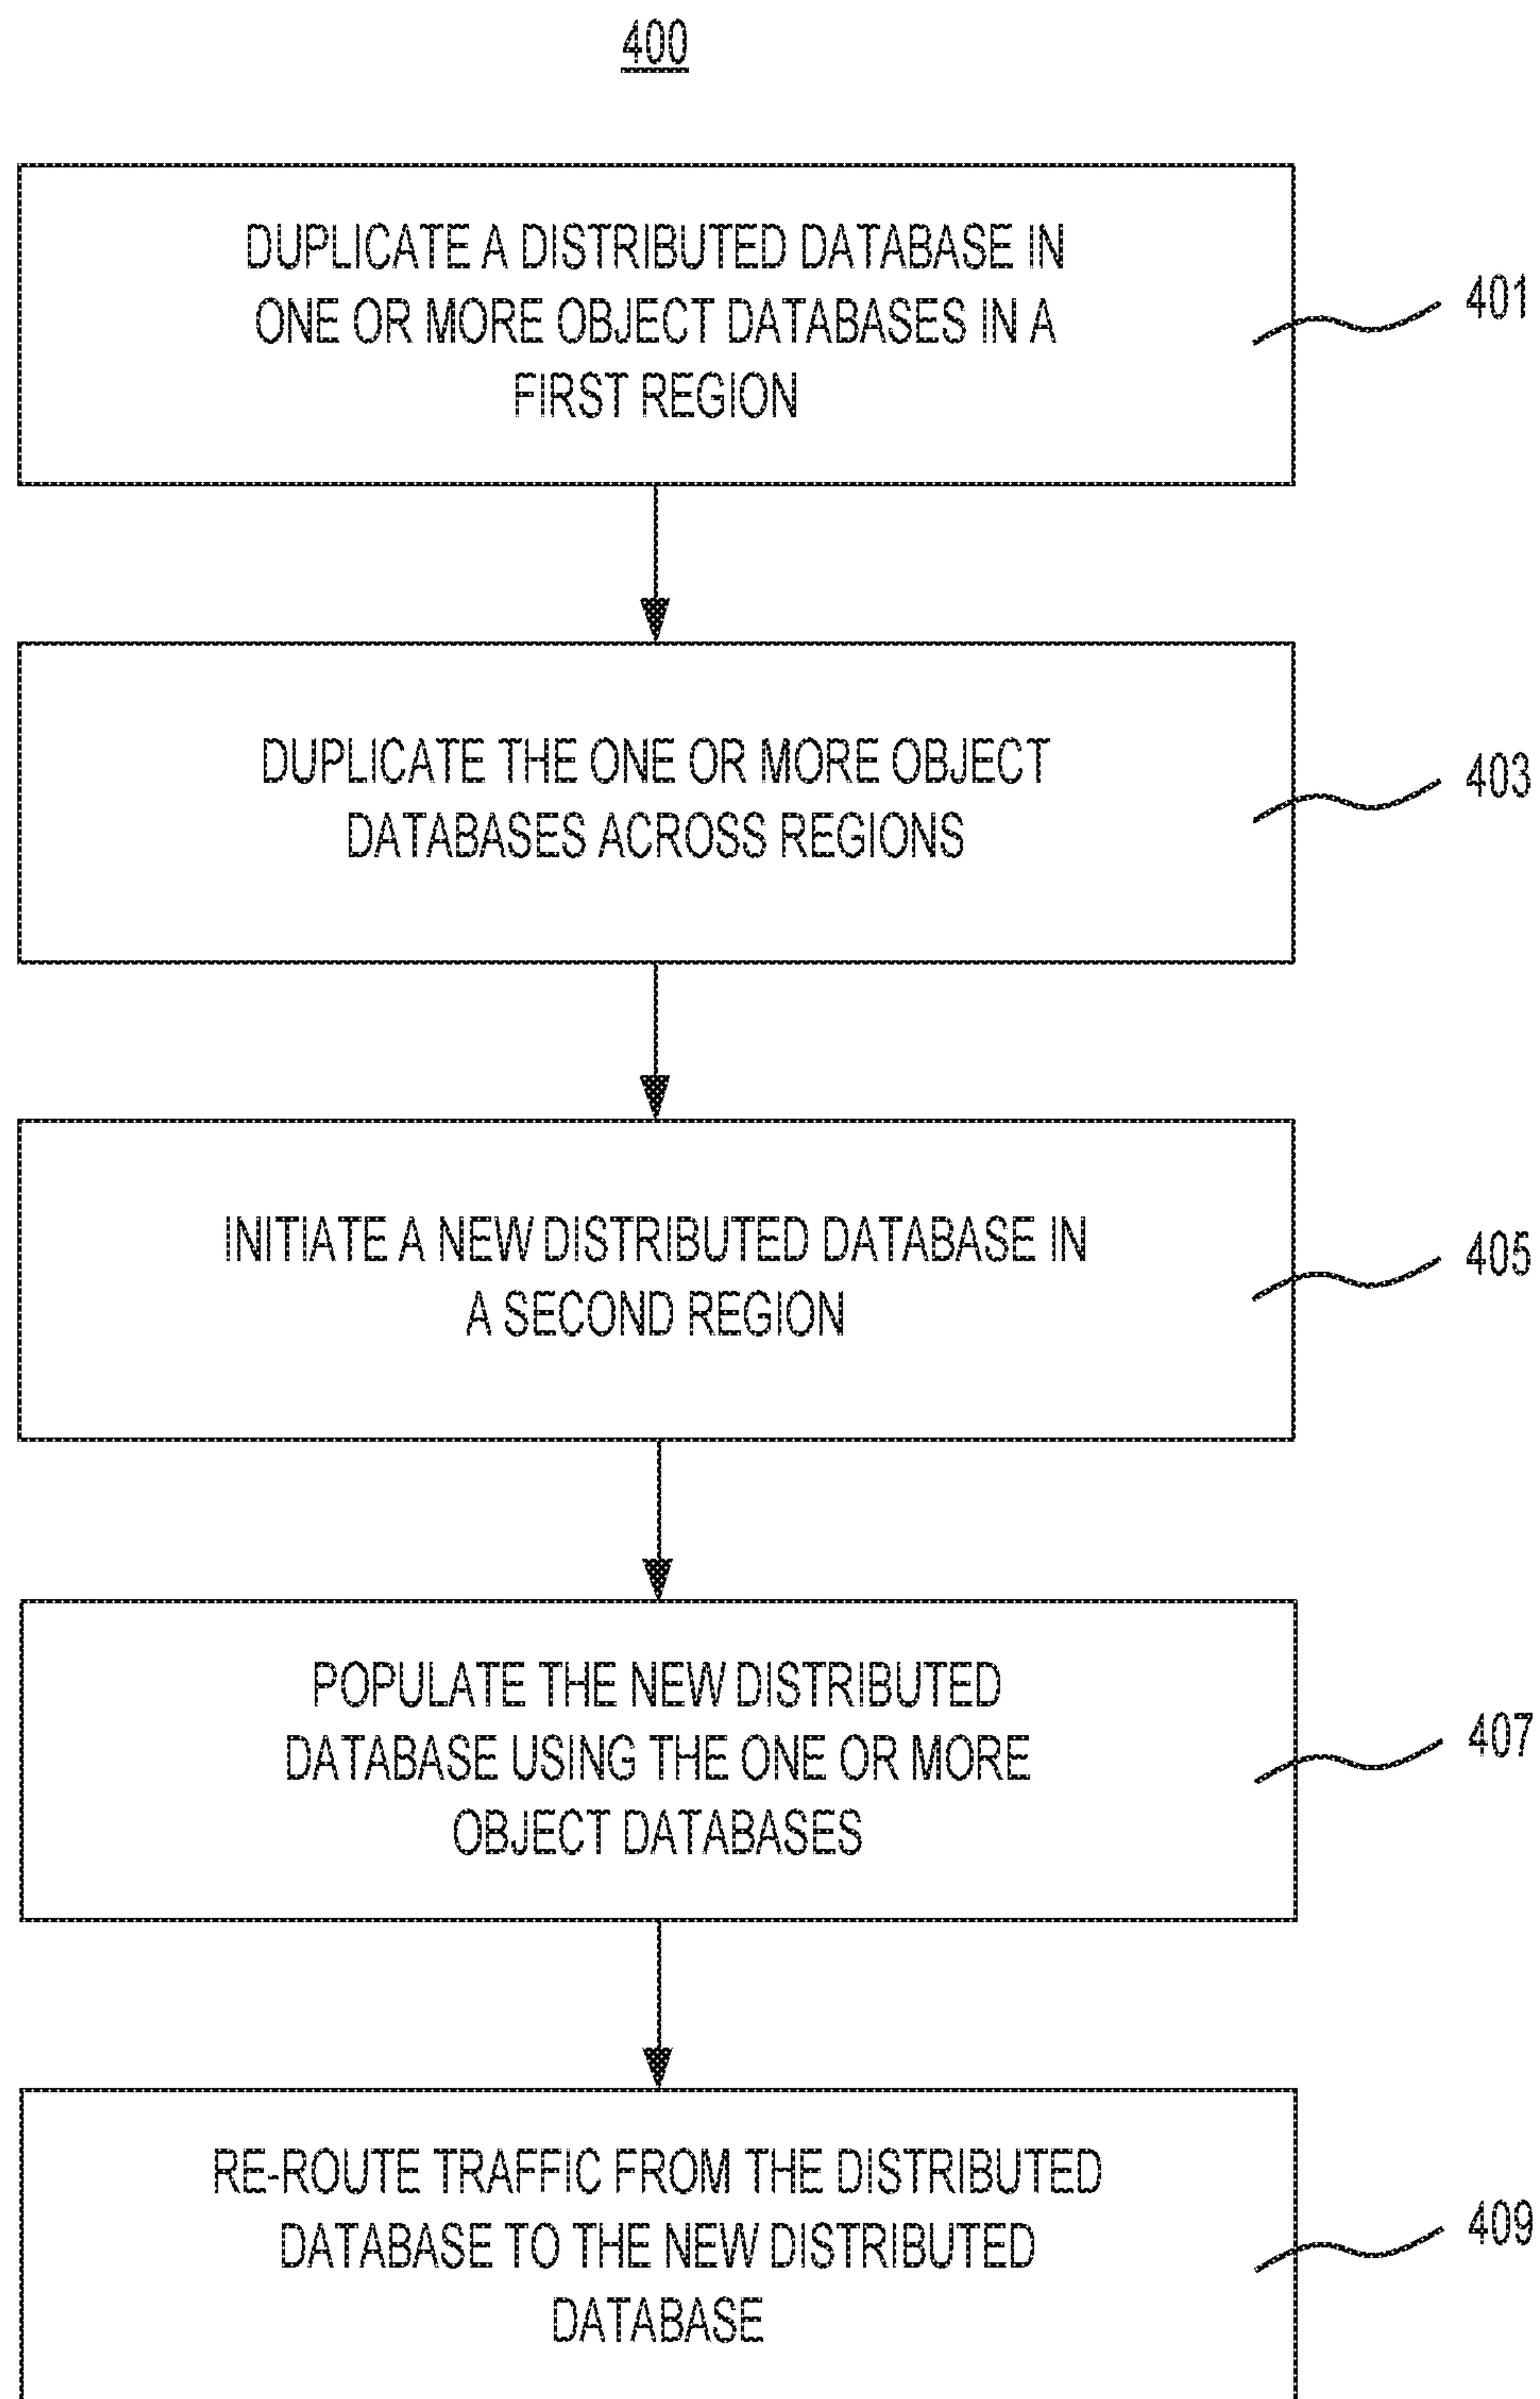 400
DUPLICATE A DISTRIBUTED DATABASE IN
ONE OR MORE OBJECT DATABASES IN A
FIRST REGION
401
DUPLICATE THE ONE OR MORE OBJECT
DATABASES ACROSS REGIONS
403
INITIATE A NEW DISTRIBUTED DATABASE IN
A SECOND REGION
405
POPULATE THE NEW DISTRIBUTED
DATABASE USING THE ONE OR MORE
OBJECT DATABASES
407
RE-ROUTE TRAFFIC FROM THE DISTRIBUTED
DATABASE TO THE NEW DISTRIBUTED
DATABASE
409